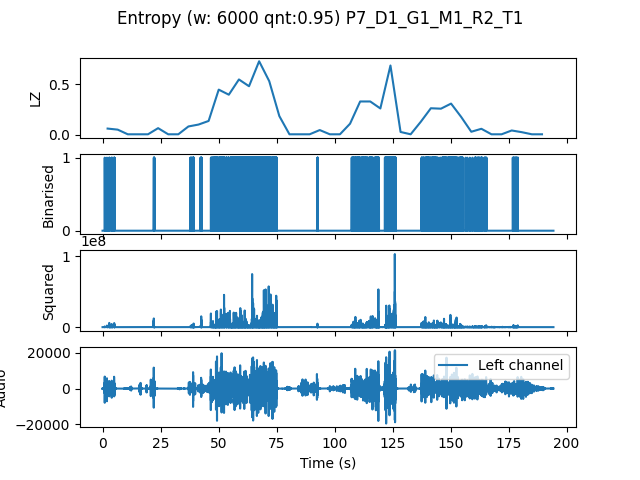 Entropy (w: 6000 qnt:0.95) P7_D1_G1_M1_R2_T1
LZ
0.5
0.0
Binarised
1
0
1e8
Squared
1
0
Audio
20000
0
−20000
Left channel
0 25 50 75 100 125 150 175 200
Time (s)